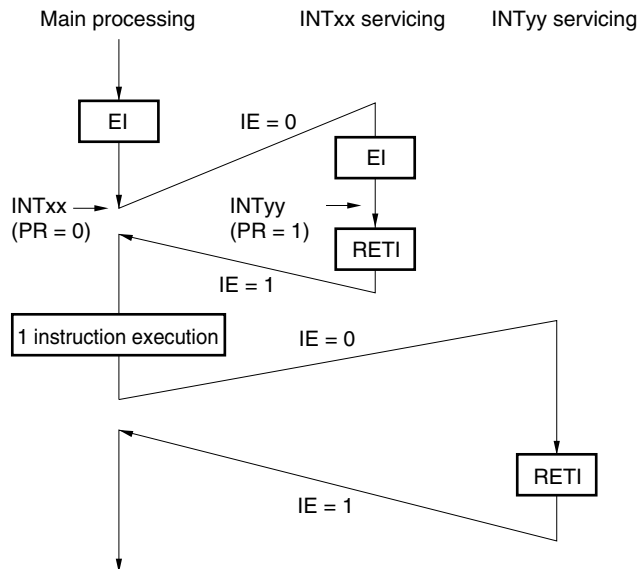 Main processing
INTxx servicing
INTyy servicing
EI
IE = 0
EI
INTxx
(PR = 0)
INTyy
(PR = 1)
RETI
IE = 1
1 instruction execution
IE = 0
RETI
IE = 1